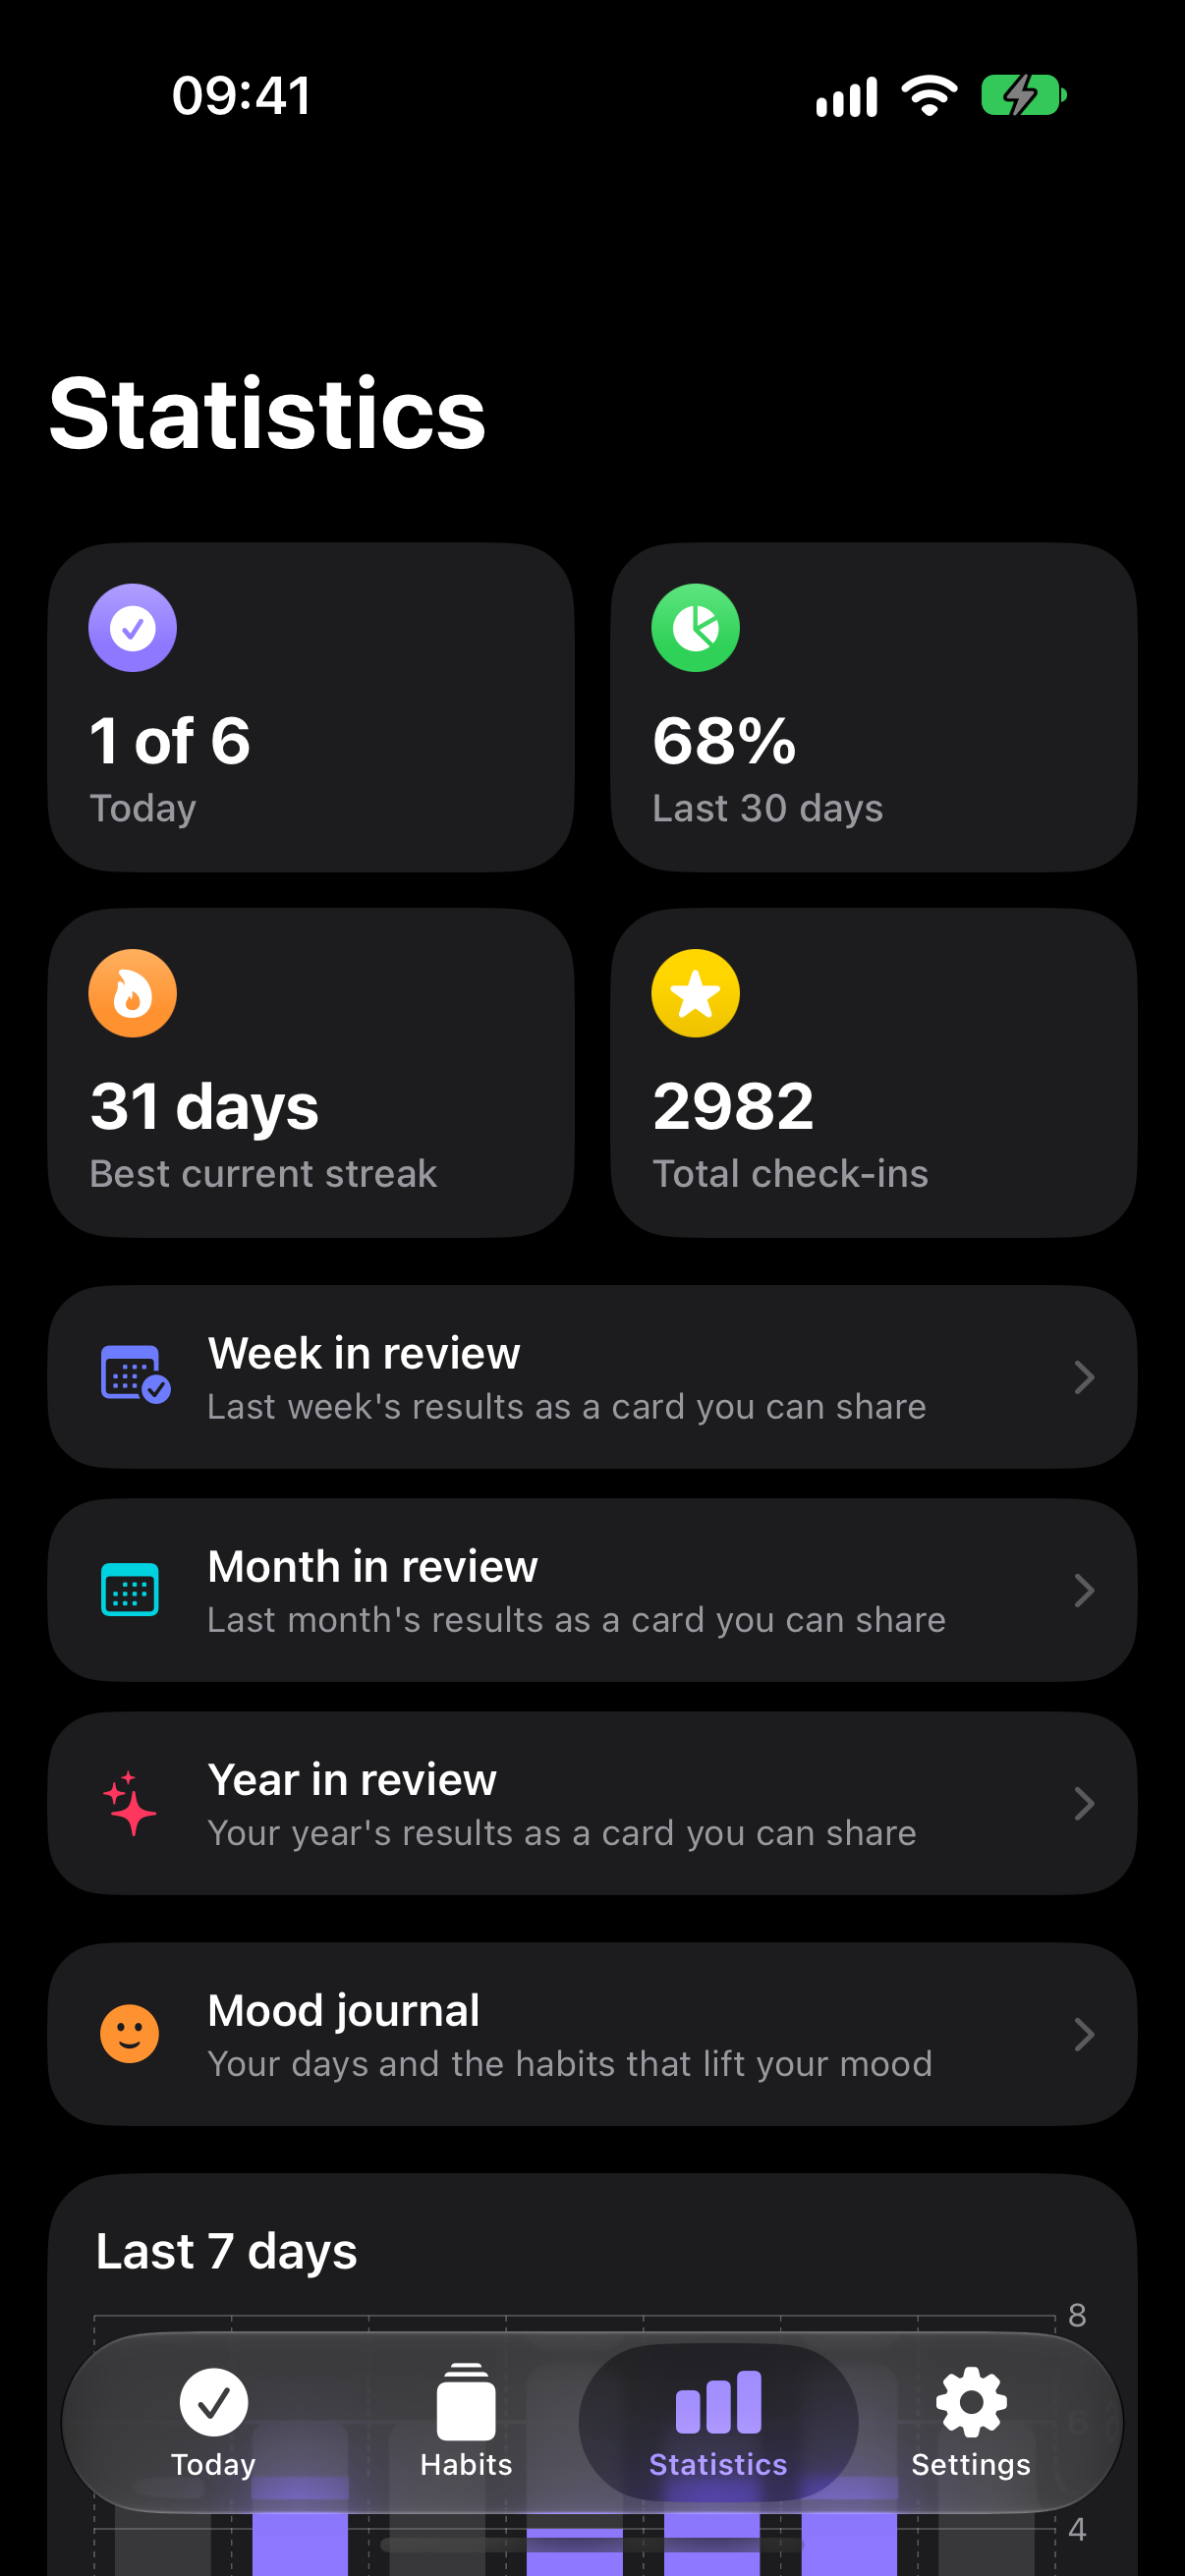 09:41
Statistics
1 of 6
Today
68%
Last 30 days
31 days
Best current streak
2982
Total check-ins
Week in review
Last week's results as a card you can share
Month in review
Last month's results as a card you can share
Year in review
Your year's results as a card you can share
Mood journal
Your days and the habits that lift your mood
Last 7 days
8
6
4
Today
Habits
Statistics
Settings